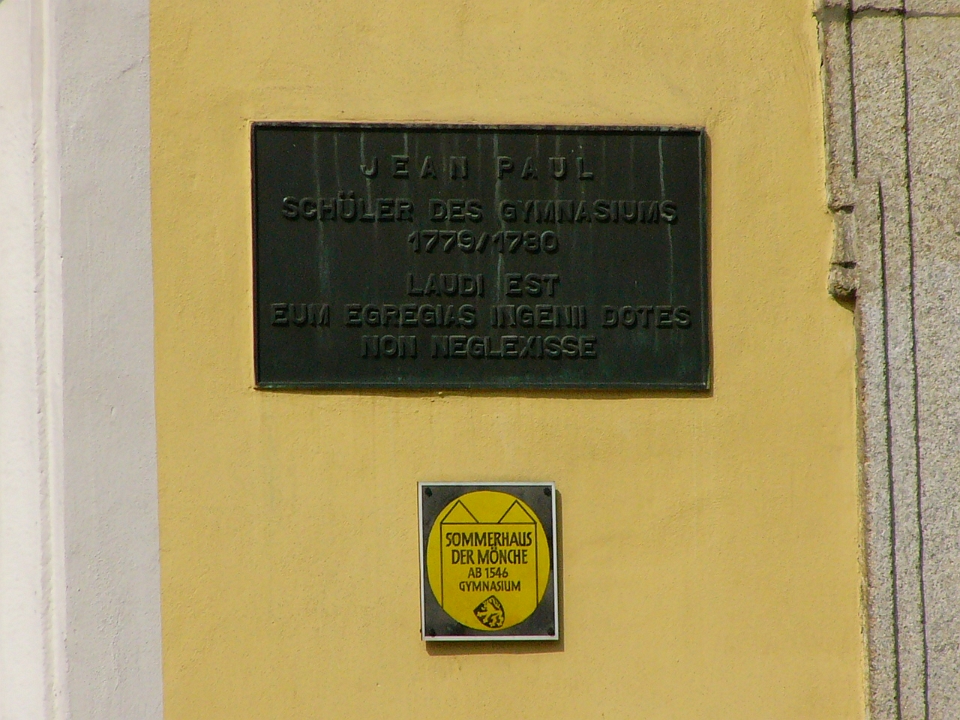 JEAN PAUL
SCHÜLER DES GYMNASIUMS
1779/1780
LAUDI EST
EUM EGREGIAS INGENII DOTES
NON NEGLEXISSE
SOMMERHAUS
DER MÖNCHE
AB 1546
GYMNASIUM